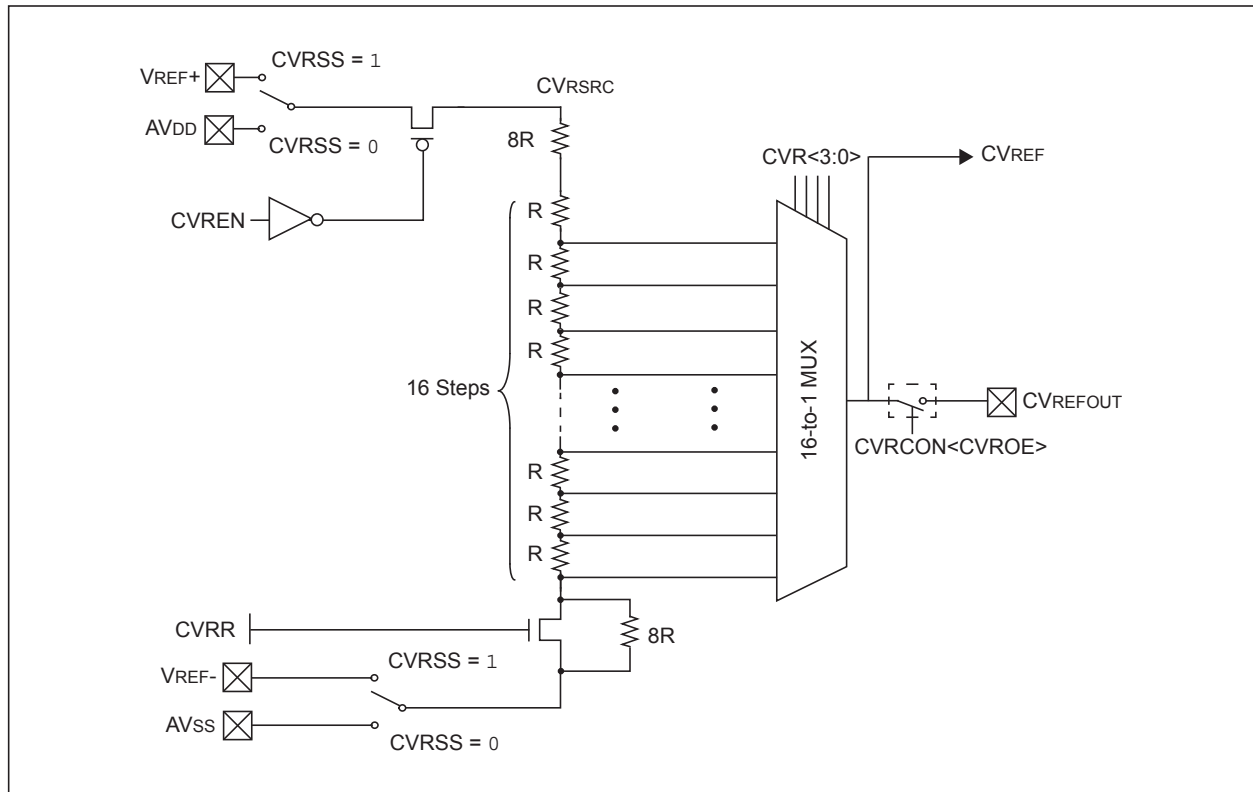 CVRSS = 1
VREF+
CVRSRC
AVDD
8R
CVRSS = 0
CVR<3:0>
CVREF
CVREN
R
R
R
R
16 Steps
16-to-1 MUX
CVREFOUT
CVRCON<CVROE>
R
R
R
CVRR
8R
CVRSS = 1
VREF-
AVSS
CVRSS = 0